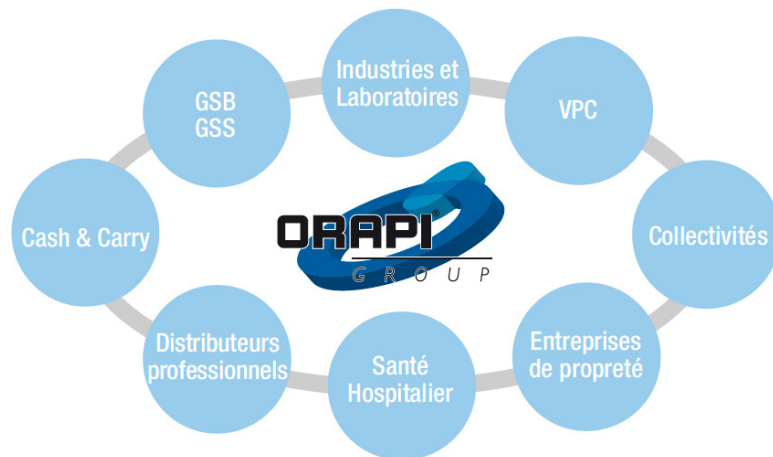 Industries et
Laboratoires
GSB
GSS
VPC
Cash & Carry
ORAPI
GROUP
Collectivités
Distributeurs
professionnels
Santé
Hospitalier
Entreprises
de propreté